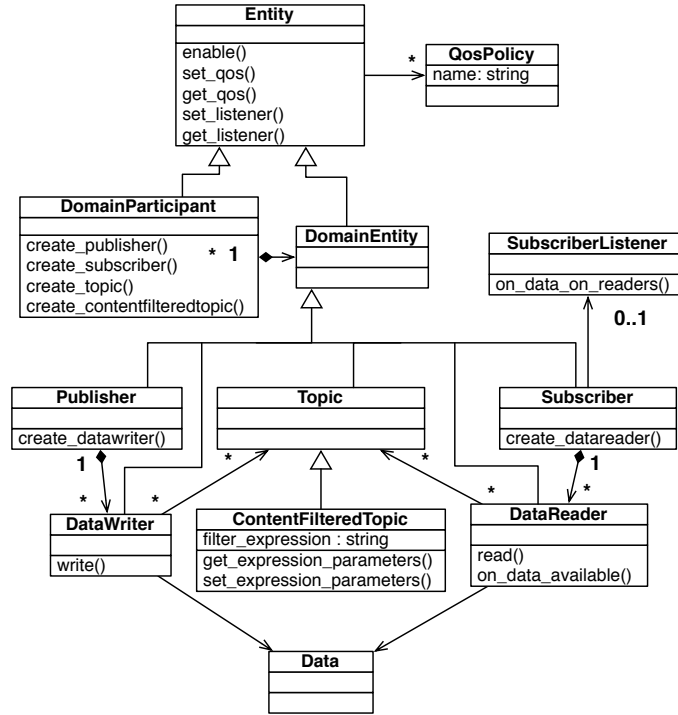 Entity
enable()
set_qos()
get_qos()
set_listener()
get_listener()
*
QosPolicy
name: string
DomainParticipant
create_publisher()
create_subscriber()
create_topic()
create_contentfilteredtopic()
* 1
DomainEntity
SubscriberListener
on_data_on_readers()
0..1
Publisher
create_datawriter()
Topic
Subscriber
create_datareader()
1
*
*
*
*
*
1
*
DataWriter
write()
ContentFilteredTopic
filter_expression : string
get_expression_parameters()
set_expression_parameters()
DataReader
read()
on_data_available()
Data